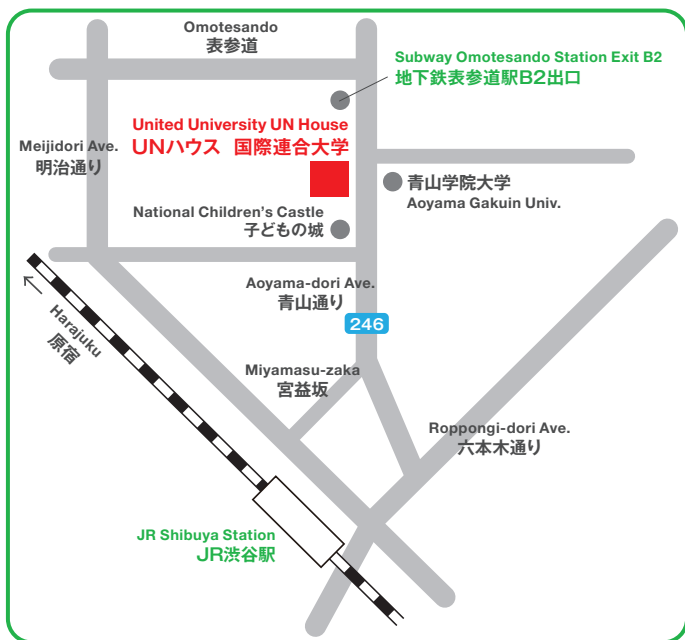 Omotesando
表参道
Subway Omotesando Station Exit B2
地下鉄表参道駅B2出口
United University UN House
UNハウス 国際連合大学
Meijidori Ave.
明治通り
青山学院大学
Aoyama Gakuin Univ.
National Children's Castle
子どもの城
Aoyama-dori Ave.
青山通り
246
Harajuku
原宿
Miyamasu-zaka
宮益坂
Roppongi-dori Ave.
六本木通り
JR Shibuya Station
JR渋谷駅